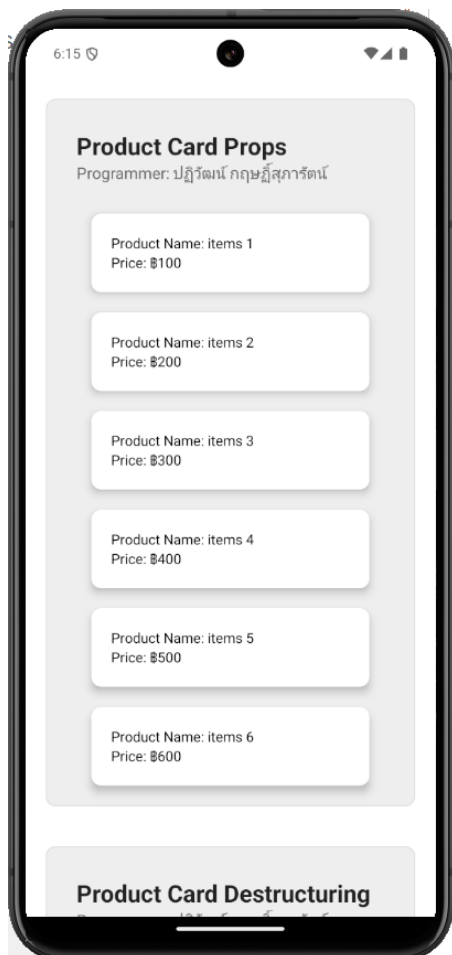 6:15
Product Card Props
Programmer: ปฏิวัฒน์ กฤษฏิ์สุภารัตน์
Product Name: items 1
Price: ฿100
Product Name: items 2
Price: ฿200
Product Name: items 3
Price: ฿300
Product Name: items 4
Price: ฿400
Product Name: items 5
Price: ฿500
Product Name: items 6
Price: ฿600
Product Card Destructuring